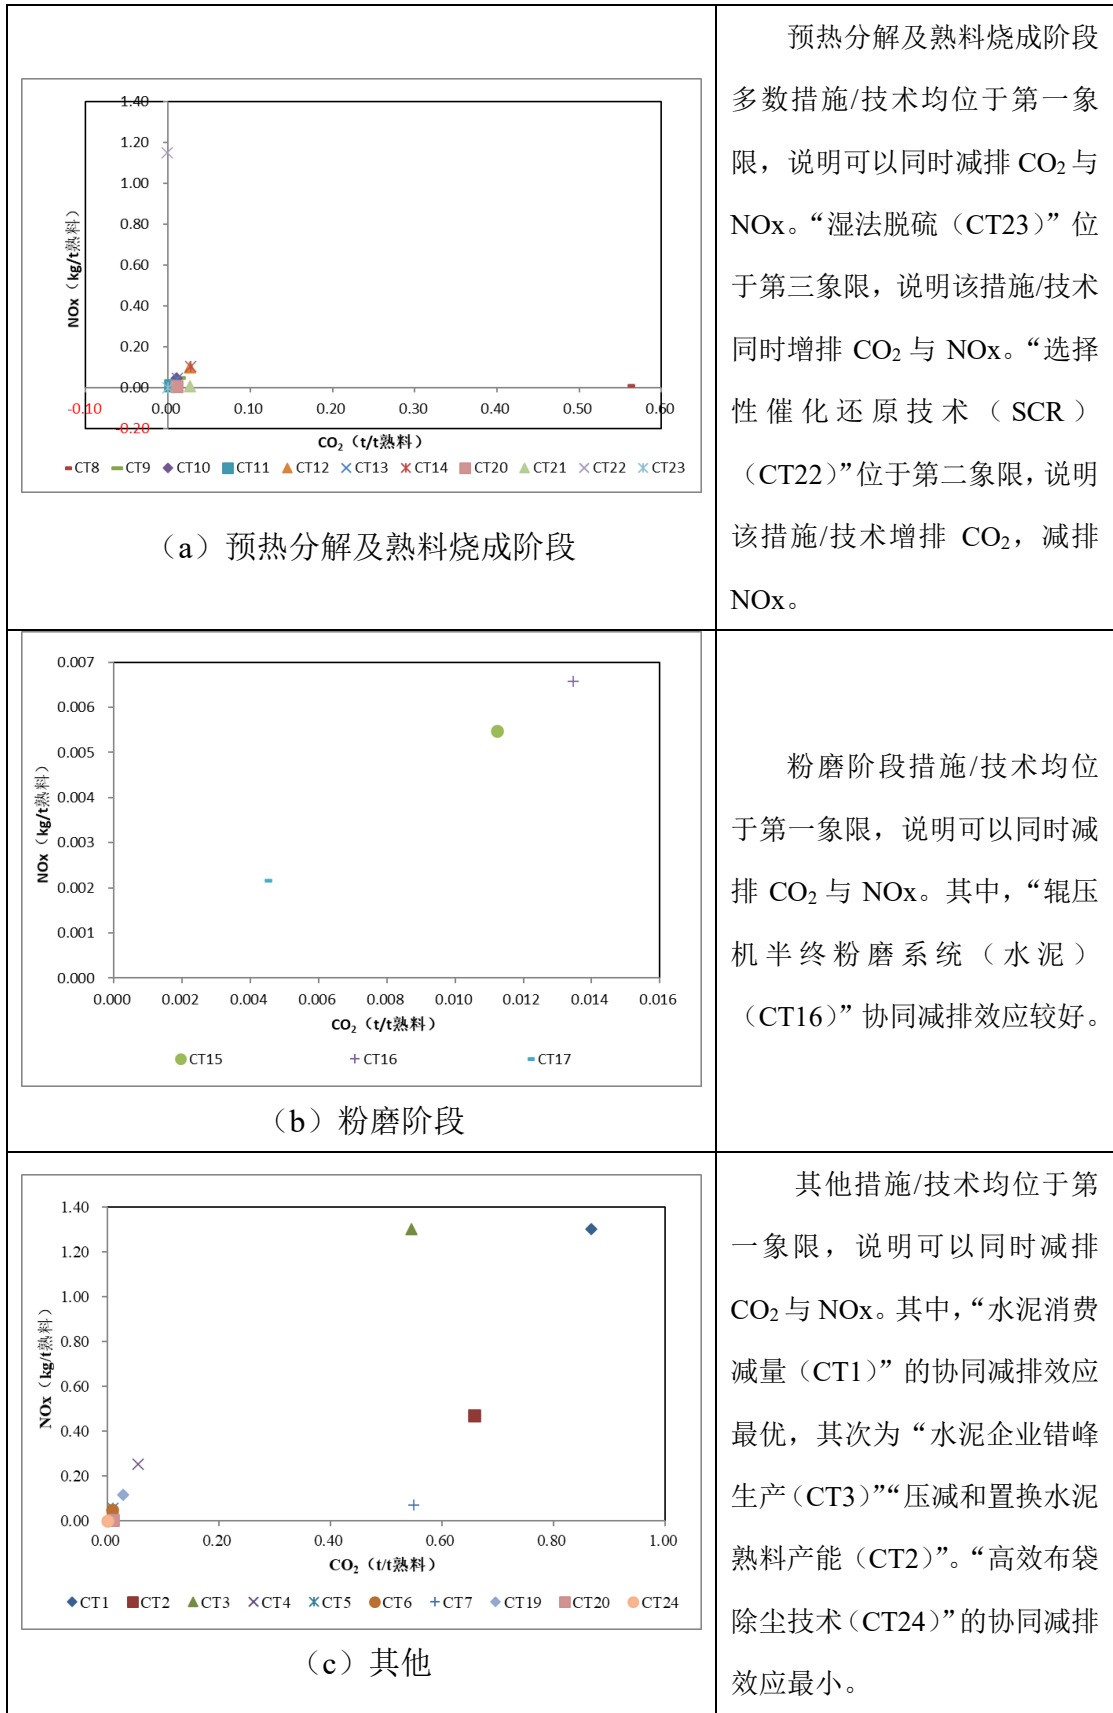 1.40
1.20
1.00
0.80
0.60
0.40
0.20
0.00
-0.20
NOx（kg/t熟料）
-0.10 0.00 0.10 0.20 0.30 0.40 0.50 0.60
CO₂（t/t熟料）
CT8 CT9 CT10 CT11 CT12 CT13 CT14 CT20 CT21 CT22 CT23
（a）预热分解及熟料烧成阶段
预热分解及熟料烧成阶段
多数措施/技术均位于第一象
限，说明可以同时减排 CO₂ 与
NOx。“湿法脱硫（CT23）”位
于第三象限，说明该措施/技术
同时增排 CO₂ 与 NOx。“选择
性催化还原技术（SCR）
（CT22）”位于第二象限，说明
该措施/技术增排 CO₂，减排
NOx。
0.007
0.006
0.005
0.004
0.003
0.002
0.001
0.000
NOx（kg/t熟料）
0.000 0.002 0.004 0.006 0.008 0.010 0.012 0.014 0.016
CO₂（t/t熟料）
CT15 CT16 CT17
（b）粉磨阶段
粉磨阶段措施/技术均位
于第一象限，说明可以同时减
排 CO₂ 与 NOx。其中，“辊压
机半终粉磨系统（水泥）
（CT16）”协同减排效应较好。
1.40
1.20
1.00
0.80
0.60
0.40
0.20
0.00
NOx（kg/t熟料）
0.00 0.20 0.40 0.60 0.80 1.00
CO₂（t/t熟料）
CT1 CT2 CT3 CT4 CT5 CT6 CT7 CT19 CT20 CT24
（c）其他
其他措施/技术均位于第
一象限，说明可以同时减排
CO₂ 与 NOx。其中，“水泥消费
减量（CT1）”的协同减排效应
最优，其次为“水泥企业错峰
生产（CT3）”“压减和置换水泥
熟料产能（CT2）”。“高效布袋
除尘技术（CT24）”的协同减排
效应最小。